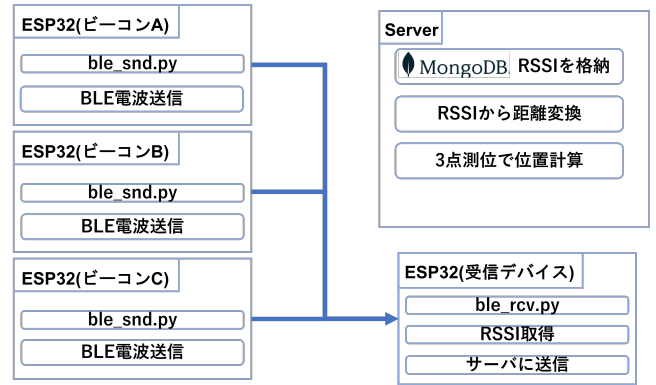 ESP32(ビーコンA)
ble_snd.py
BLE電波送信
ESP32(ビーコンB)
ble_snd.py
BLE電波送信
ESP32(ビーコンC)
ble_snd.py
BLE電波送信
Server
MongoDB. RSSIを格納
RSSIから距離変換
3点測位で位置計算
ESP32(受信デバイス)
ble_rcv.py
RSSI取得
サーバに送信